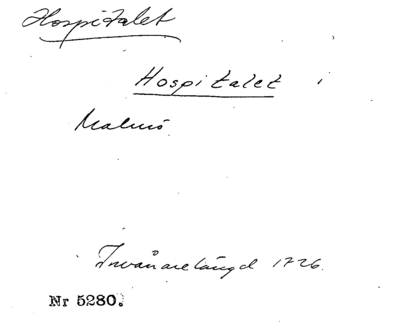 Hospitalet
Hospitalet i
Malmö.
Invånarelängd 1726.
Nr 5280.